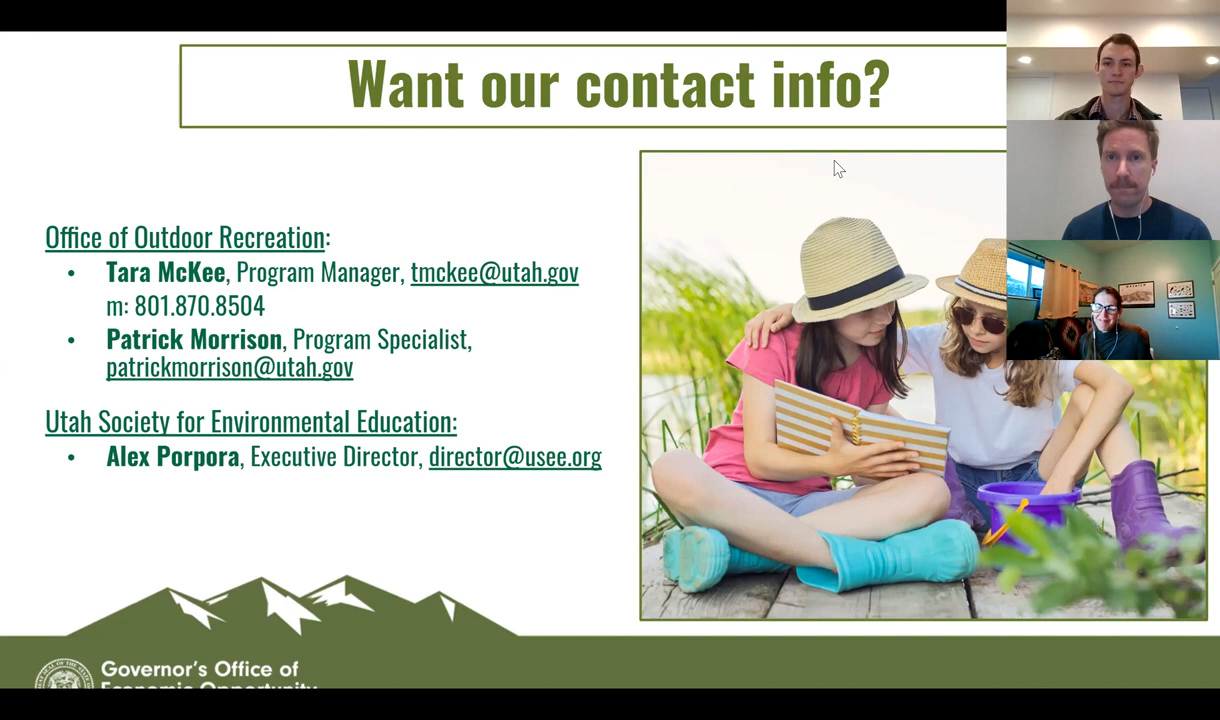 Want our contact info?
Office of Outdoor Recreation:
• Tara McKee, Program Manager, tmckee@utah.gov
m: 801.870.8504
• Patrick Morrison, Program Specialist,
patrickmorrison@utah.gov
Utah Society for Environmental Education:
• Alex Porpora, Executive Director, director@usee.org
Governor's Office of
Economic Opportunity